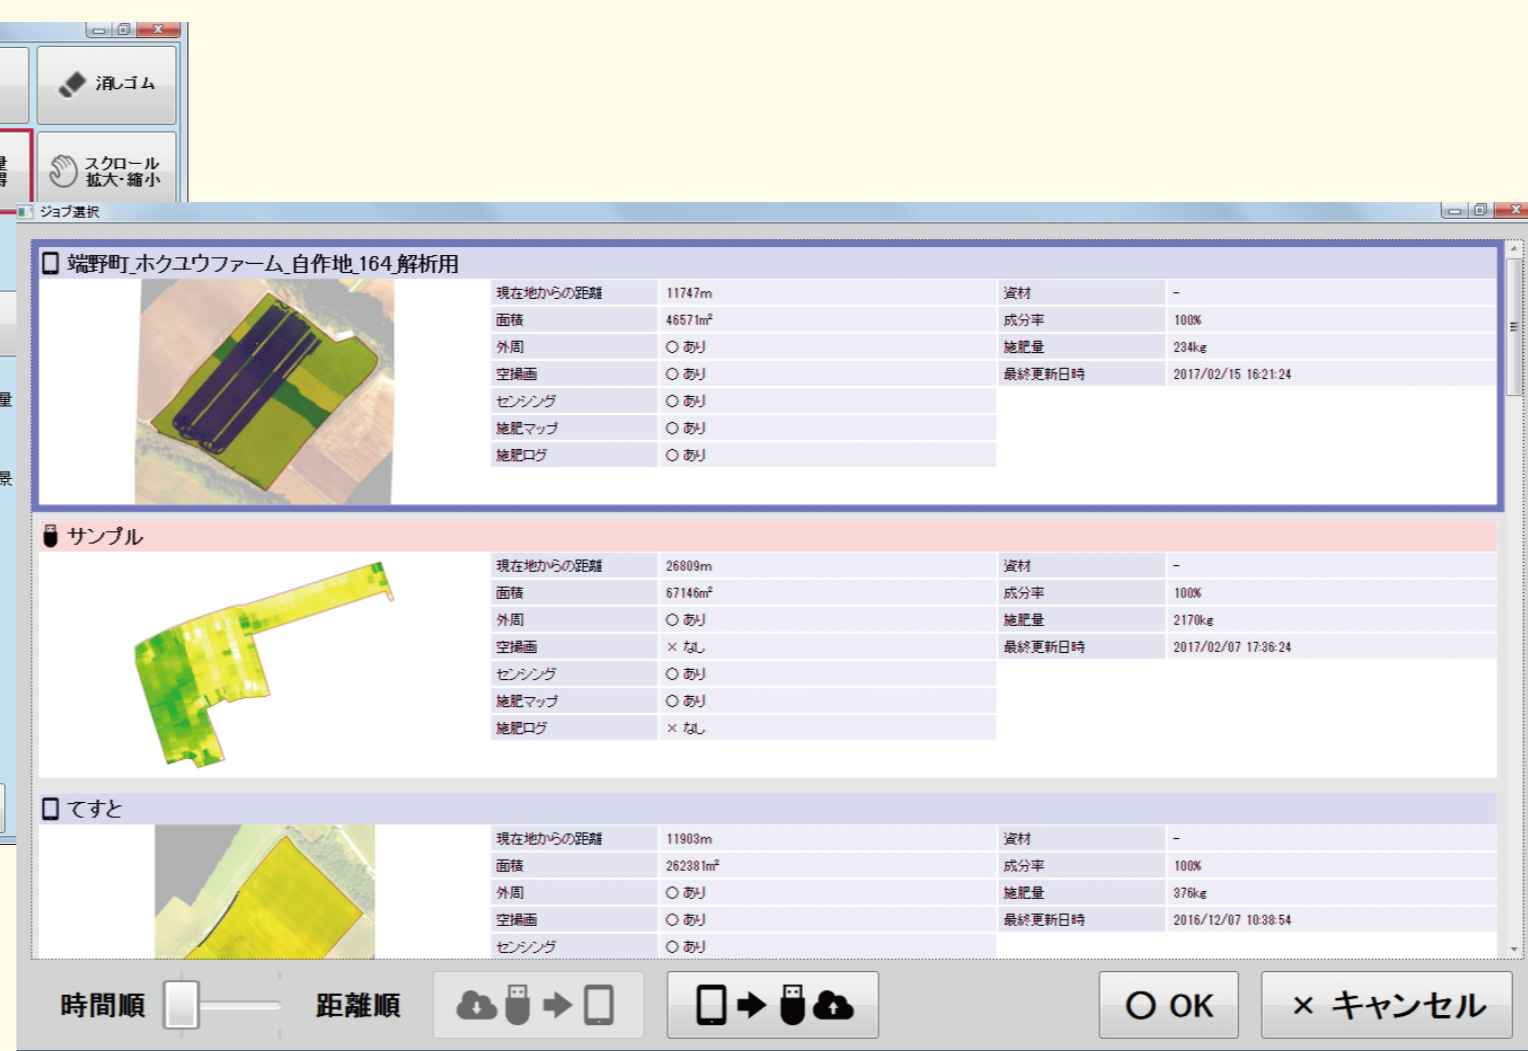 消しゴム
スクロール
拡大・縮小
量
得
量
景
ジョブ選択
端野町_ホクユウファーム_自作地_164_解析用
現在地からの距離 11747m 資材 -
面積 46571m² 成分率 100%
外周 ○ あり 施肥量 234kg
空撮画 ○ あり 最終更新日時 2017/02/15 16:21:24
センシング ○ あり
施肥マップ ○ あり
施肥ログ ○ あり
サンプル
現在地からの距離 26809m 資材 -
面積 67146m² 成分率 100%
外周 ○ あり 施肥量 2170kg
空撮画 × なし 最終更新日時 2017/02/07 17:36:24
センシング ○ あり
施肥マップ ○ あり
施肥ログ × なし
てすと
現在地からの距離 11903m 資材 -
面積 262381m² 成分率 100%
外周 ○ あり 施肥量 376kg
空撮画 ○ あり 最終更新日時 2016/12/07 10:38:54
センシング ○ あり
時間順 距離順 ○ OK × キャンセル